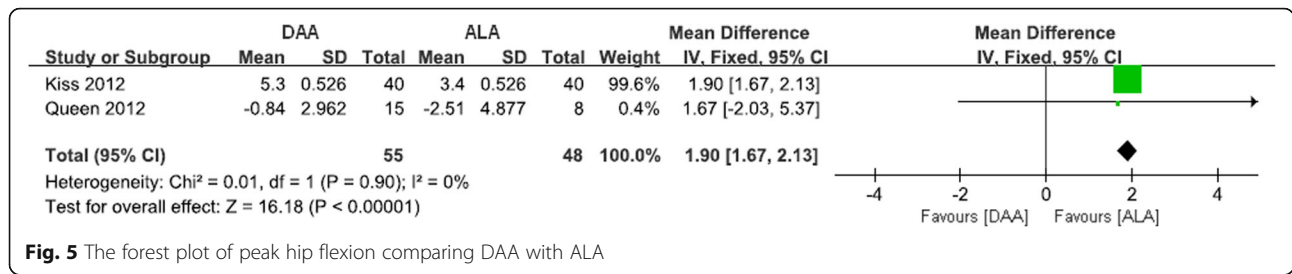 DAA ALA Mean Difference Mean Difference
Study or Subgroup Mean SD Total Mean SD Total Weight IV, Fixed, 95% CI IV, Fixed, 95% CI
Kiss 2012 5.3 0.526 40 3.4 0.526 40 99.6% 1.90 [1.67, 2.13]
Queen 2012 -0.84 2.962 15 -2.51 4.877 8 0.4% 1.67 [-2.03, 5.37]
Total (95% CI) 55 48 100.0% 1.90 [1.67, 2.13]
Heterogeneity: Chi² = 0.01, df = 1 (P = 0.90); I² = 0%
Test for overall effect: Z = 16.18 (P < 0.00001)
-4 -2 0 2 4
Favours [DAA] Favours [ALA]
Fig. 5 The forest plot of peak hip flexion comparing DAA with ALA